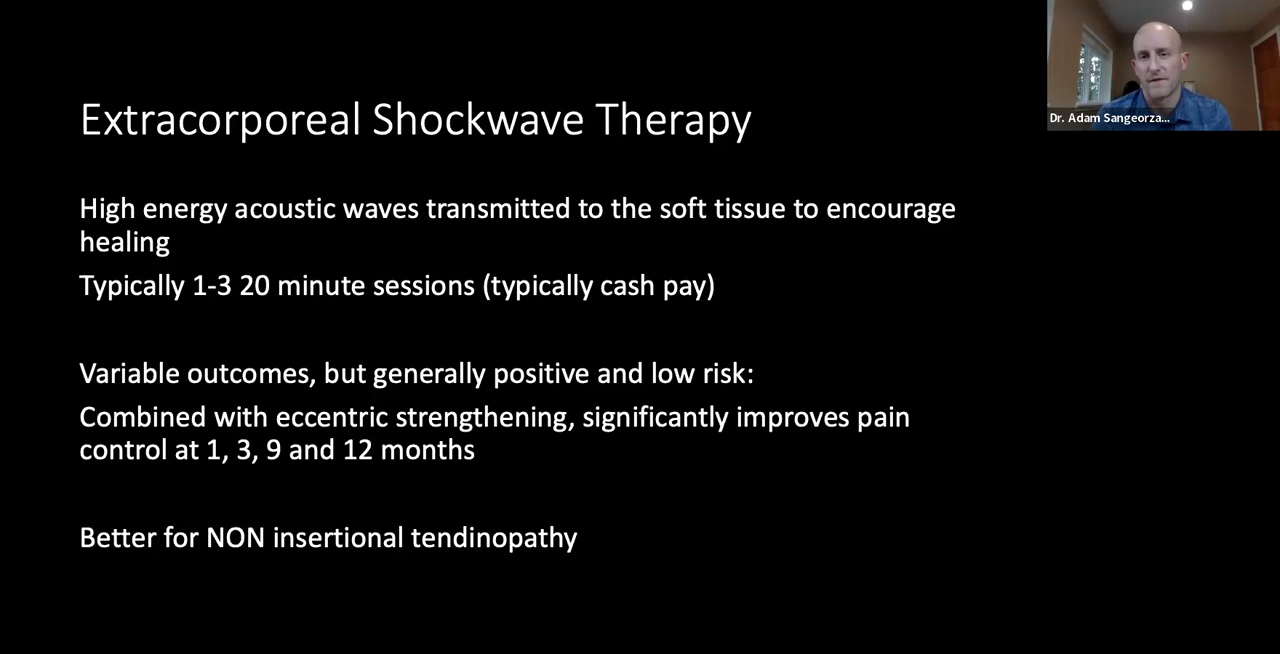 Dr. Adam Sangeorza...
Extracorporeal Shockwave Therapy
High energy acoustic waves transmitted to the soft tissue to encourage
healing
Typically 1-3 20 minute sessions (typically cash pay)
Variable outcomes, but generally positive and low risk:
Combined with eccentric strengthening, significantly improves pain
control at 1, 3, 9 and 12 months
Better for NON insertional tendinopathy